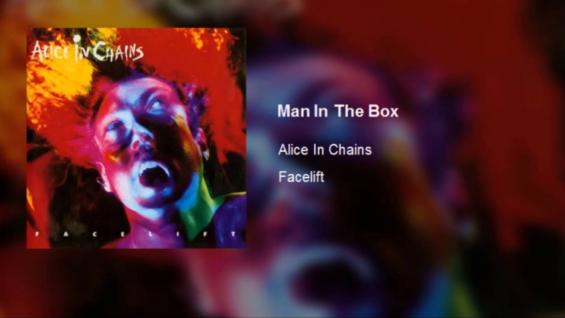 ALICE IN CHAINS
FACELIFT
Man In The Box
Alice In Chains
Facelift